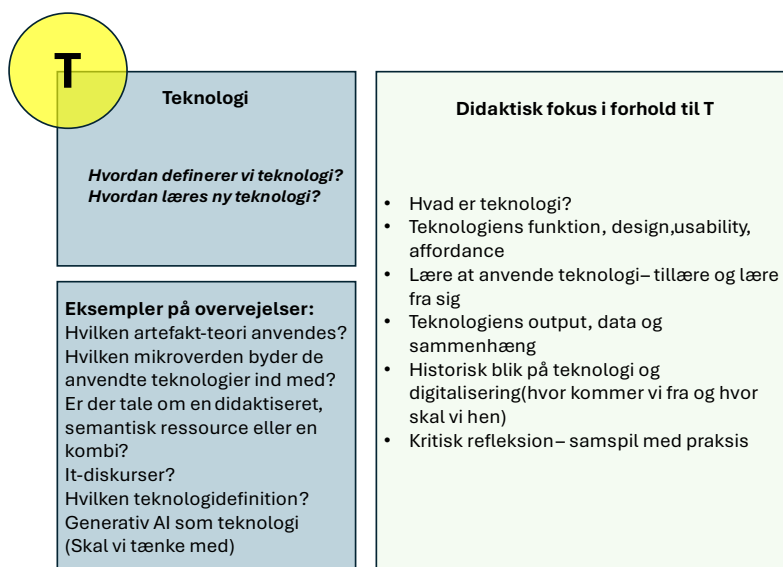 T
Teknologi
Hvordan definerer vi teknologi?
Hvordan læres ny teknologi?
Eksempler på overvejelser:
Hvilken artefakt-teori anvendes?
Hvilken mikroverden byder de
anvendte teknologier ind med?
Er der tale om en didaktiseret,
semantisk ressource eller en
kombi?
It-diskurser?
Hvilken teknologidefinition?
Generativ AI som teknologi
(Skal vi tænke med)
Didaktisk fokus i forhold til T
• Hvad er teknologi?
• Teknologiens funktion, design,usability,
affordance
• Lære at anvende teknologi– tillære og lære
fra sig
• Teknologiens output, data og
sammenhæng
• Historisk blik på teknologi og
digitalisering(hvor kommer vi fra og hvor
skal vi hen)
• Kritisk refleksion– samspil med praksis